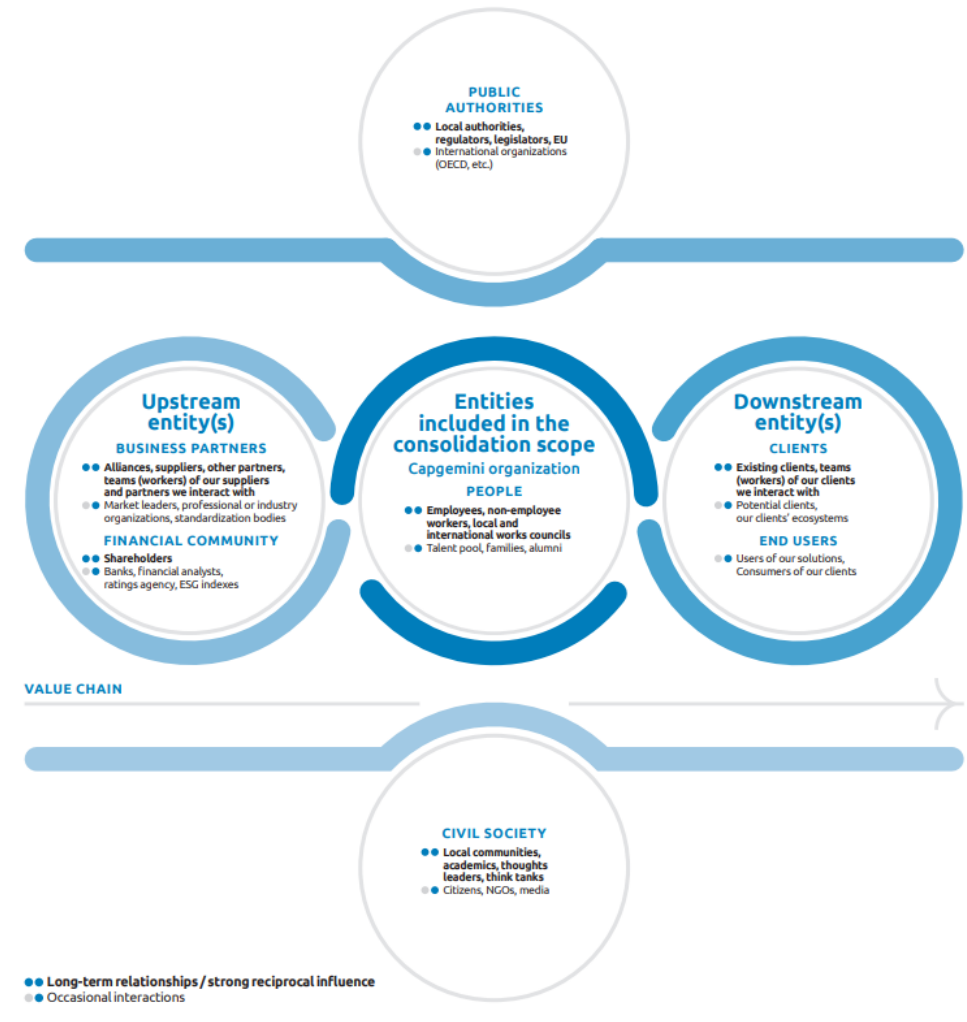 PUBLIC
AUTHORITIES
Local authorities,
regulators, legislators, EU
International organizations
(OECD, etc.)
Upstream
entity(s)
BUSINESS PARTNERS
Alliances, suppliers, other partners,
teams (workers) of our suppliers
and partners we interact with
Market leaders, professional or industry
organizations, standardization bodies
FINANCIAL COMMUNITY
Shareholders
Banks, financial analysts,
ratings agency, ESG indexes
Entities
included in the
consolidation scope
Capgemini organization
PEOPLE
Employees, non-employee
workers, local and
international works councils
Talent pool, families, alumni
Downstream
entity(s)
CLIENTS
Existing clients, teams
(workers) of our clients
we interact with
Potential clients,
our clients' ecosystems
END USERS
Users of our solutions,
Consumers of our clients
VALUE CHAIN
CIVIL SOCIETY
Local communities,
academics, thoughts
leaders, think tanks
Citizens, NGOs, media
Long-term relationships / strong reciprocal influence
Occasional interactions